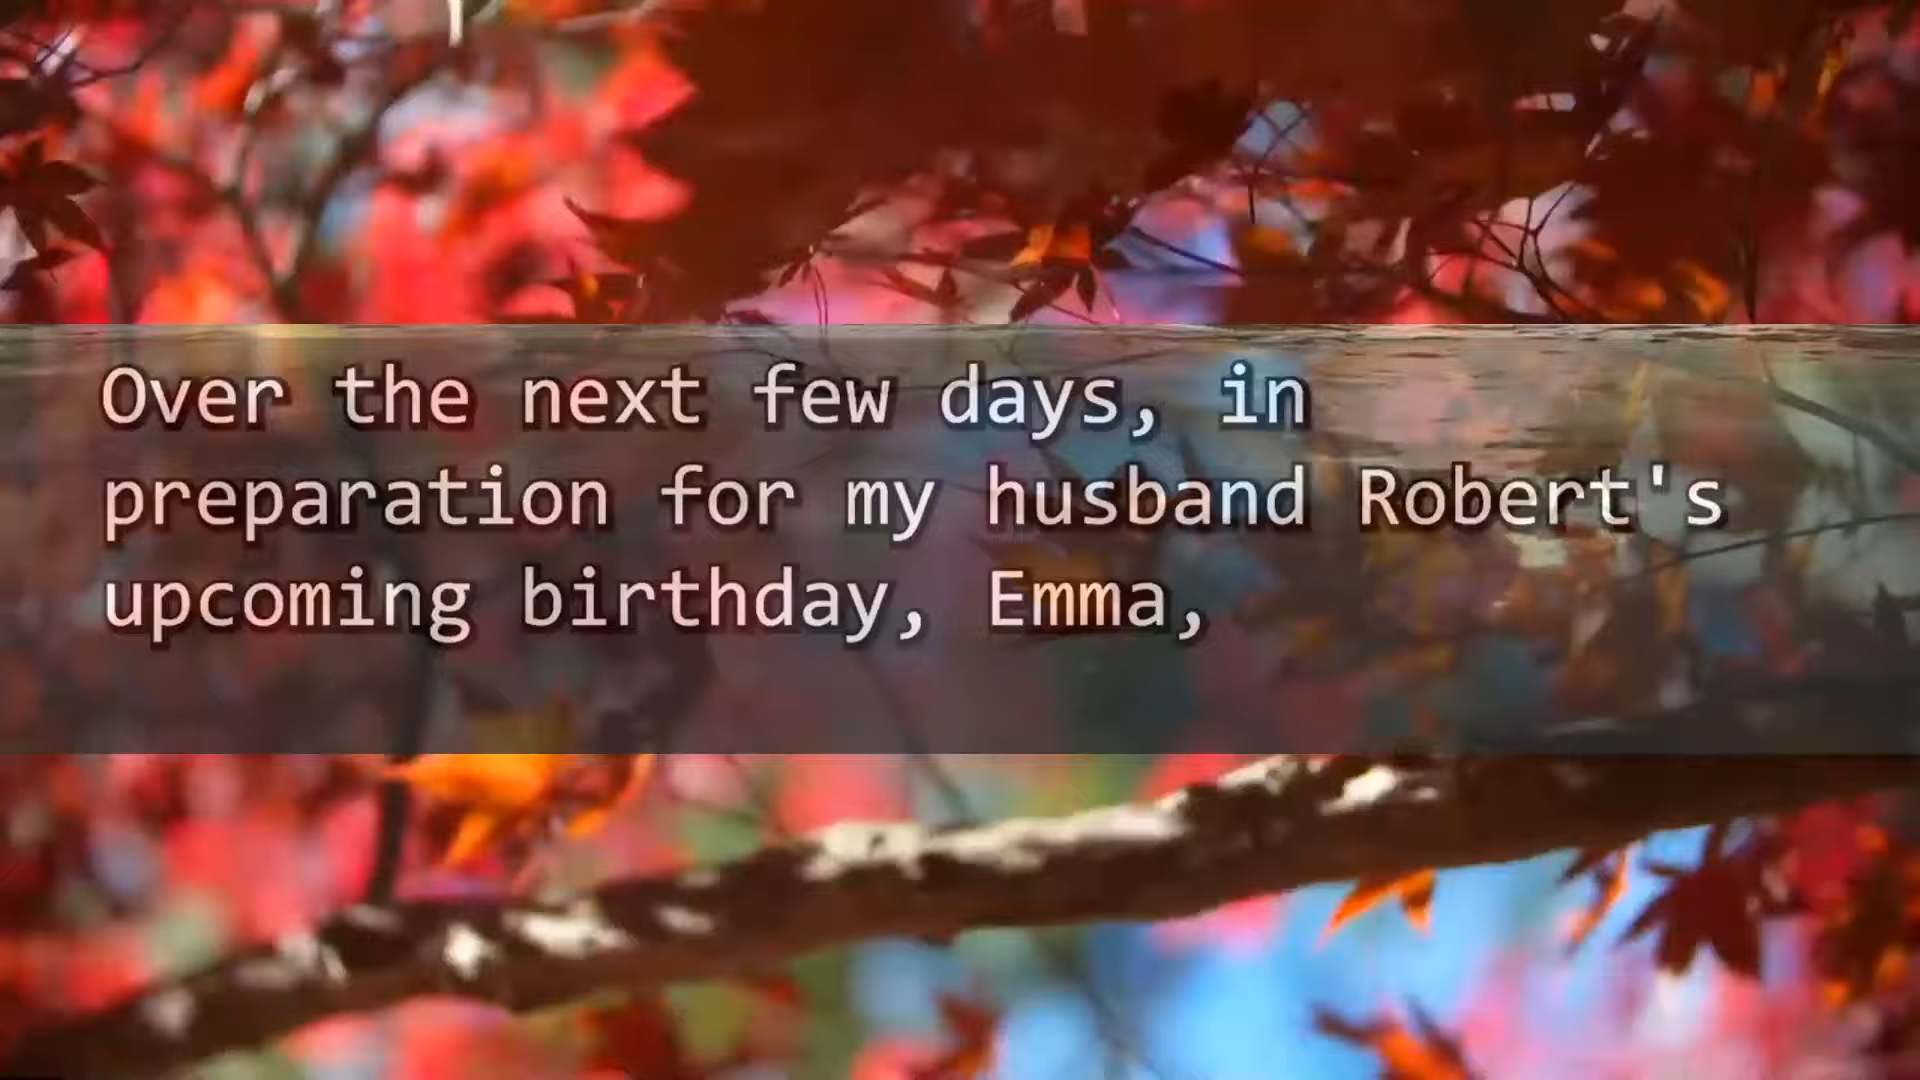 Over the next few days, in
preparation for my husband Robert's
upcoming birthday, Emma,